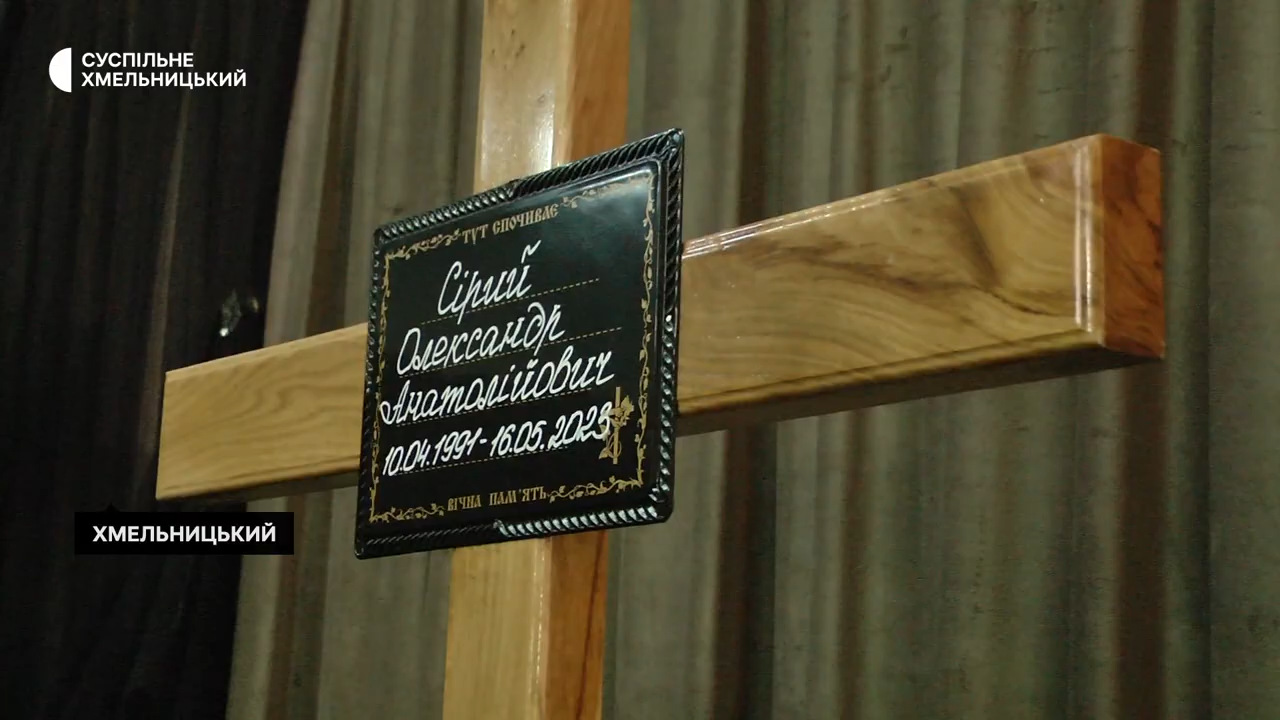 СУСПІЛЬНЕ
ХМЕЛЬНИЦЬКИЙ
ТУТ СПОЧИВАЄ
Сірий
Олександр
Анатолійович
10.04.1991-16.05.2023
ВІЧНА ПАМ'ЯТЬ
ХМЕЛЬНИЦЬКИЙ